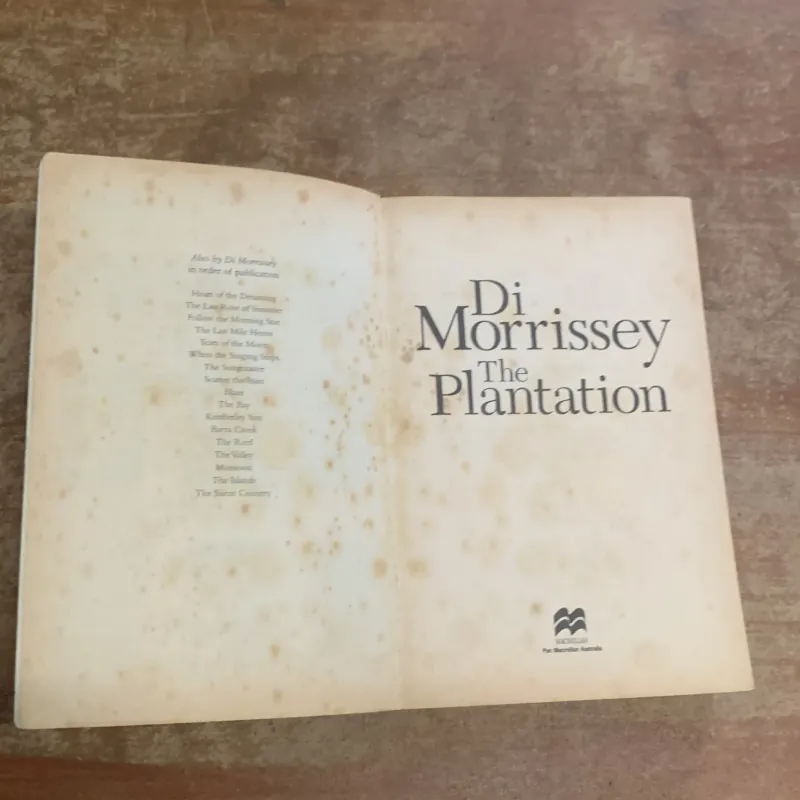 Also by Di Morrissey
in order of publication
Heart of the Dreaming
The Last Rose of Summer
Follow the Morning Star
The Last Mile Home
Tears of the Moon
When the Singing Stops
The Songmaster
Scatter the Stars
Blaze
The Bay
Kimberley Sun
Barra Creek
The Reef
The Valley
Monsoon
The Islands
The Silent Country
Di
Morrissey
The
Plantation
MACMILLAN
Pan Macmillan Australia